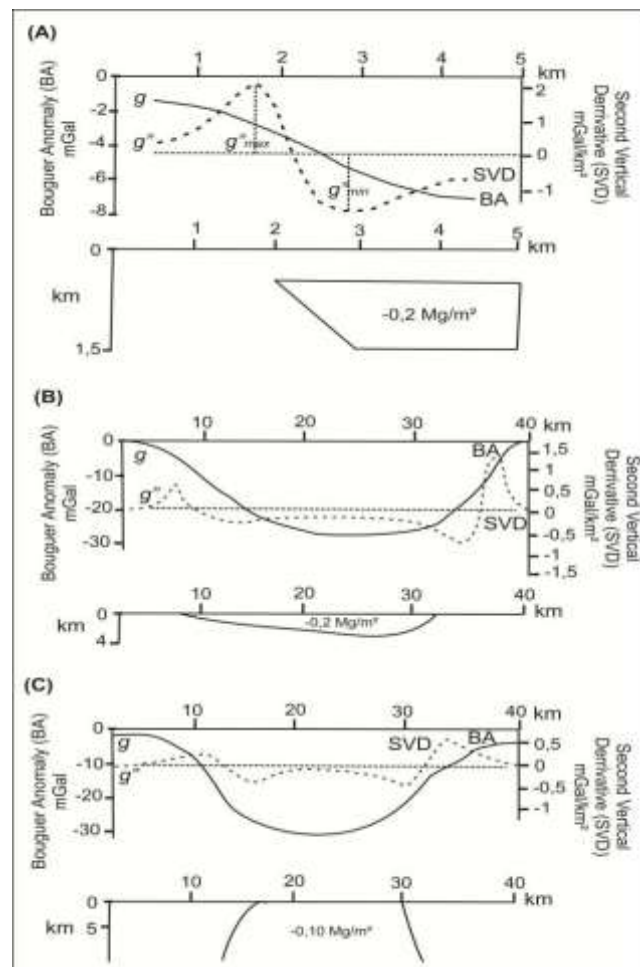 (A)
1 2 3 4 5 km
Bouguer Anomaly (BA)
mGal
0
-2
-4
-6
-8
g
g"
g"max
g"min
SVD
BA
2
1
0
-1
Second Vertical
Derrivative (SVD)
mGal/km²
0 1 2 3 4 5
km
0
1,5
-0,2 Mg/m³
(B)
10 20 30 40
km
Bouguer Anomaly (BA)
mGal
0
-10
-20
-30
g
g"
BA
SVD
1,5
1
0,5
0
-0,5
-1
-1,5
Second Vertical
Derrivative (SVD)
mGal/km²
10 20 30 40
km
0
4
-0,2 Mg/m³
(C)
10 20 30 40
km
Bouguer Anomaly (BA)
mGal
0
-10
-20
-30
g
g"
SVD
BA
0,5
0
-0,5
-1
Second Vertical
Derrivative (SVD)
mGal/km²
10 20 30 40
km
0
5
-0,10 Mg/m³